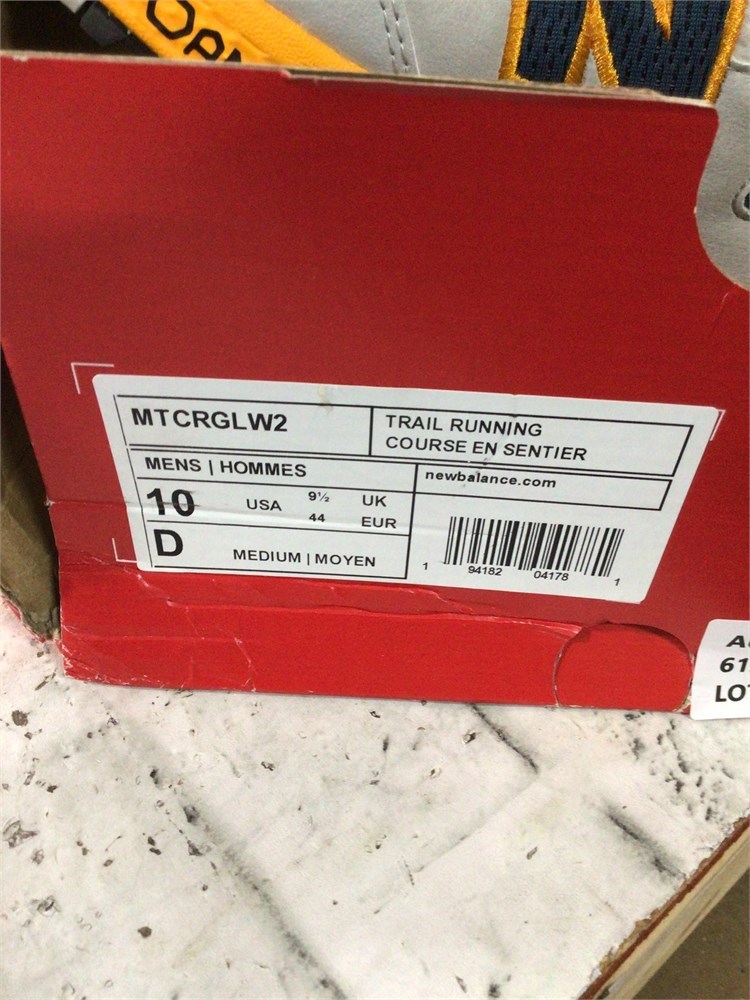 N
MTCRGLW2
TRAIL RUNNING
COURSE EN SENTIER
MENS | HOMMES
newbalance.com
10 USA 9½ UK
44 EUR
D MEDIUM | MOYEN
1 94182 04178 1
61